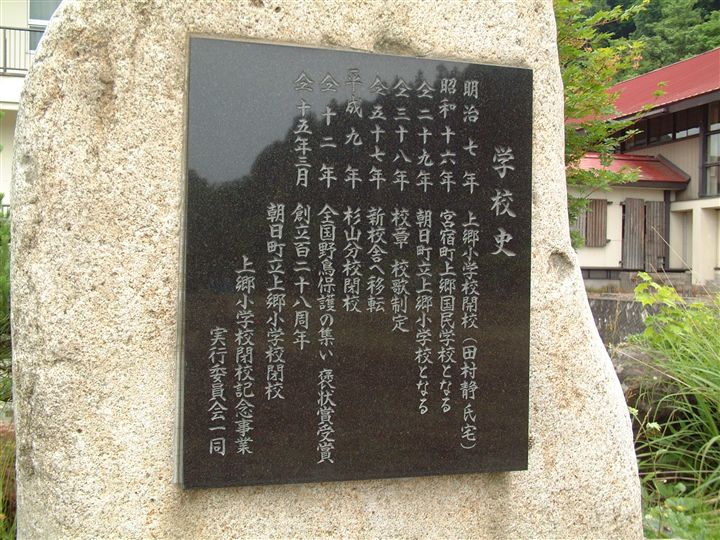 学校史
明治 七 年 上郷小学校開校（田村静氏宅）
昭和十六年 宮宿町上郷国民学校となる
仝二十九年 朝日町立上郷小学校となる
仝三十八年 校章 校歌制定
仝五十七年 新校舎へ移転
平成 九 年 杉山分校閉校
仝 十二 年 全国野鳥保護の集い 褒状賞受賞
仝十五年三月 創立百二十八周年
朝日町立上郷小学校閉校
上郷小学校閉校記念事業
実行委員会一同